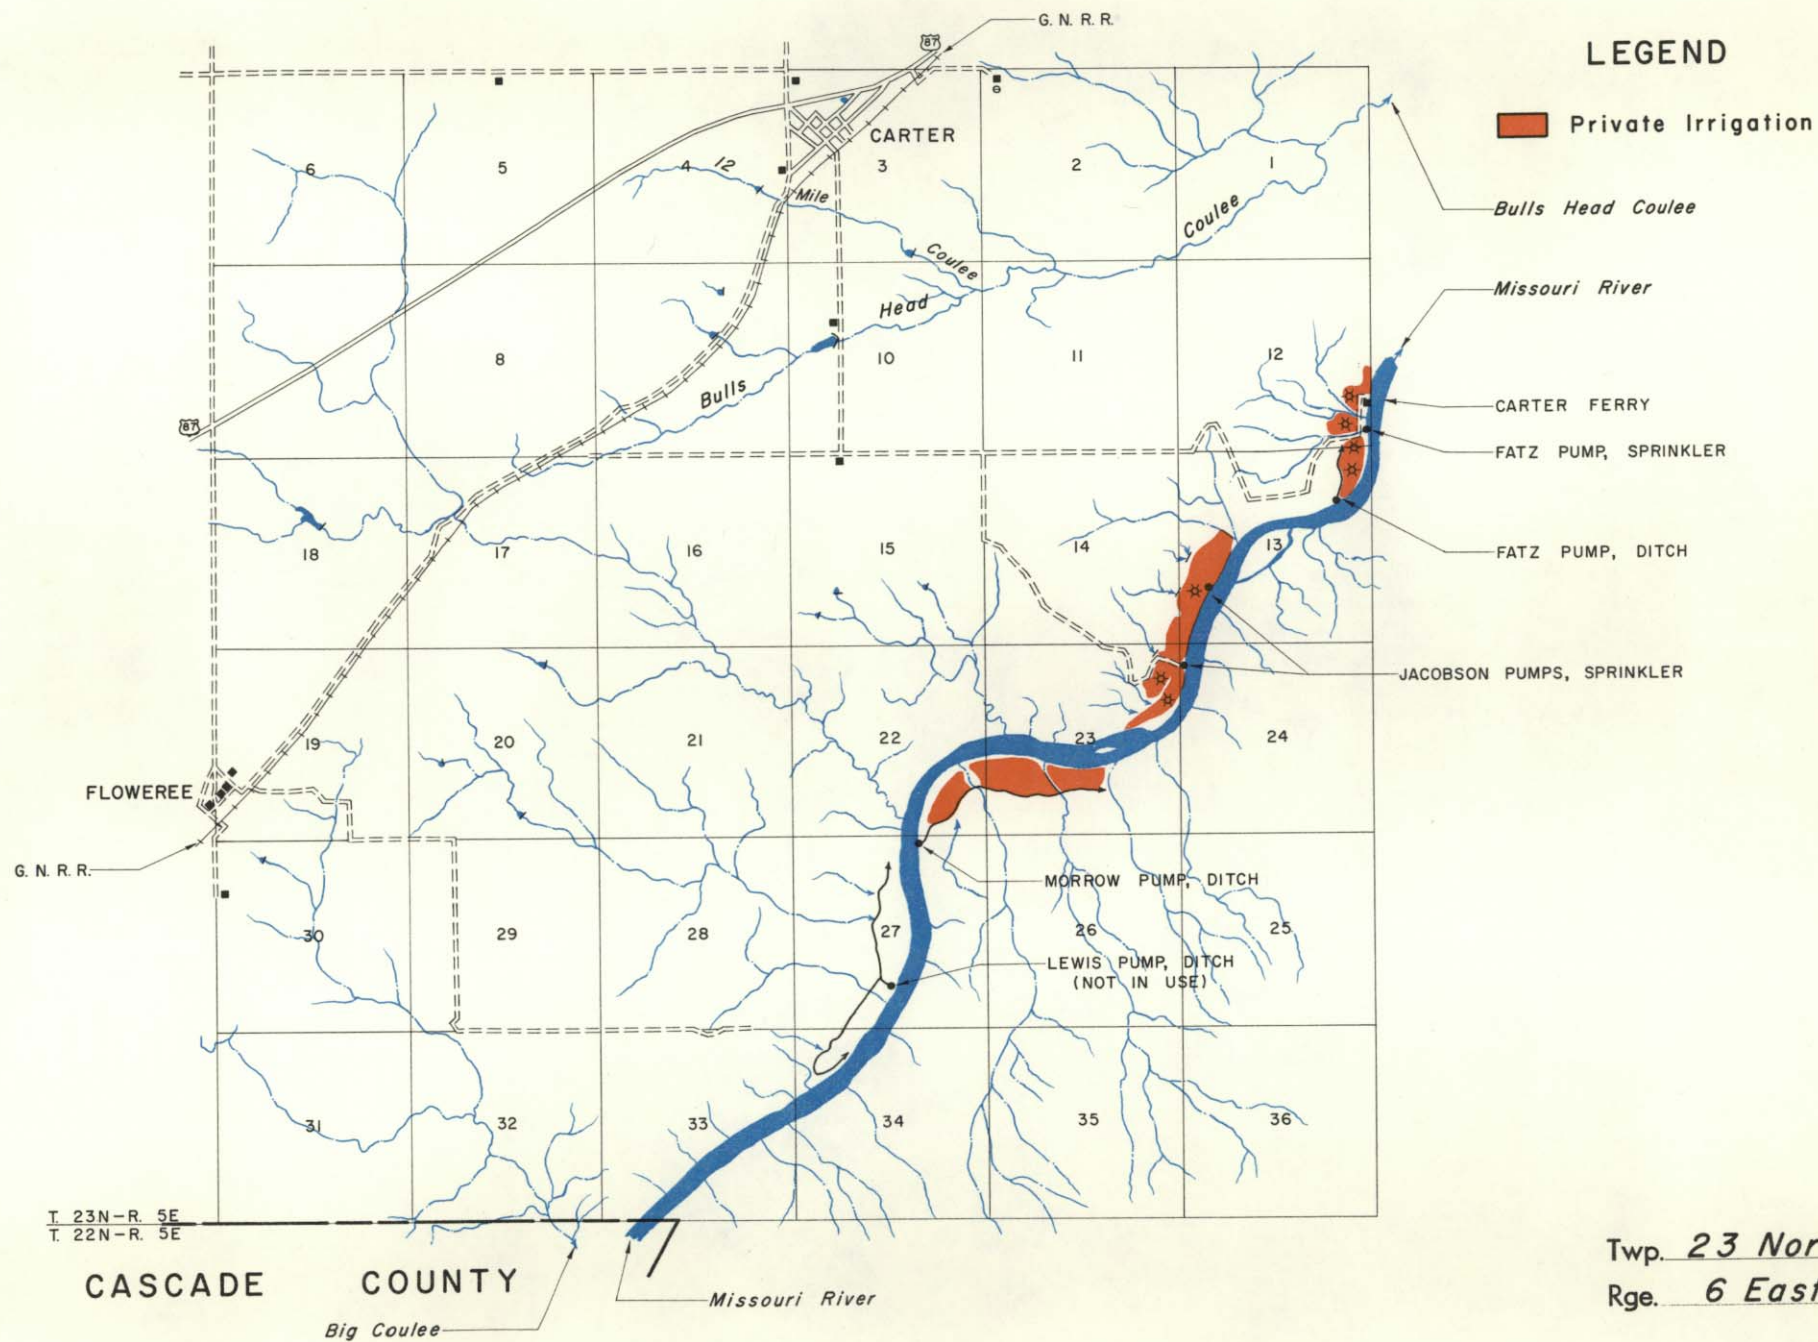 G. N. R. R.
87
LEGEND
Private Irrigation
CARTER
6
5
4
3
2
1
12
Mile
Coulee
Bulls Head Coulee
Coulee
Head
Bulls
Missouri River
8
10
11
12
87
CARTER FERRY
FATZ PUMP, SPRINKLER
FATZ PUMP, DITCH
18
17
16
15
14
13
JACOBSON PUMPS, SPRINKLER
19
20
21
22
23
24
FLOWEREE
G. N. R. R.
MORROW PUMP, DITCH
30
29
28
27
26
25
LEWIS PUMP, DITCH
(NOT IN USE)
31
32
33
34
35
36
T. 23N-R. 5E
T. 22N-R. 5E
CASCADE COUNTY
Missouri River
Big Coulee
Twp. 23 Nor
Rge. 6 East